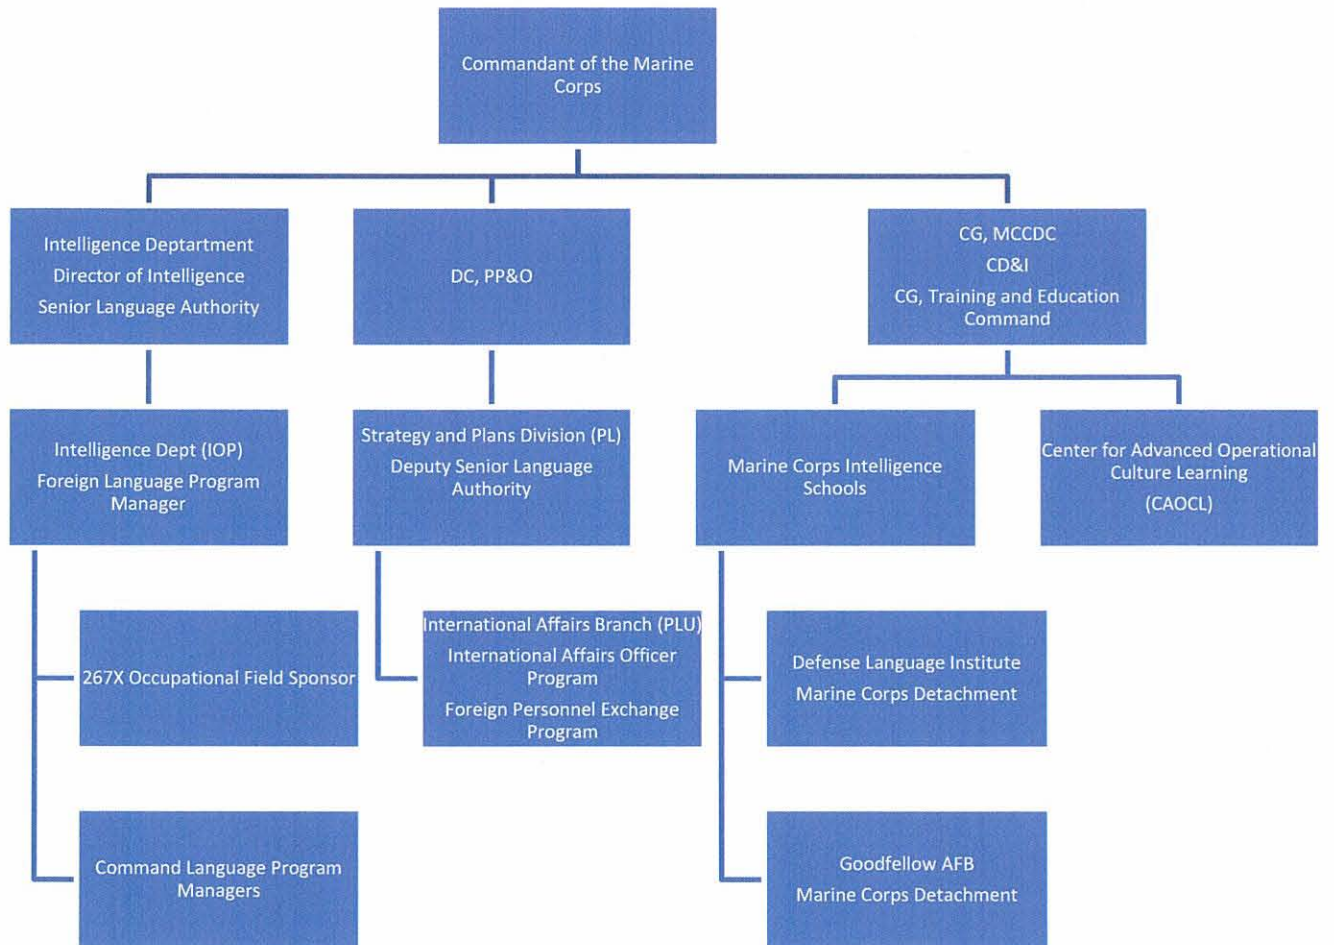 Commandant of the Marine
Corps
Intelligence Deptartment
Director of Intelligence
Senior Language Authority
DC, PP&O
CG, MCCDC
CD&I
CG, Training and Education
Command
Intelligence Dept (IOP)
Foreign Language Program
Manager
Strategy and Plans Division (PL)
Deputy Senior Language
Authority
Marine Corps Intelligence
Schools
Center for Advanced Operational
Culture Learning
(CAOCL)
267X Occupational Field Sponsor
International Affairs Branch (PLU)
International Affairs Officer
Program
Foreign Personnel Exchange
Program
Defense Language Institute
Marine Corps Detachment
Command Language Program
Managers
Goodfellow AFB
Marine Corps Detachment